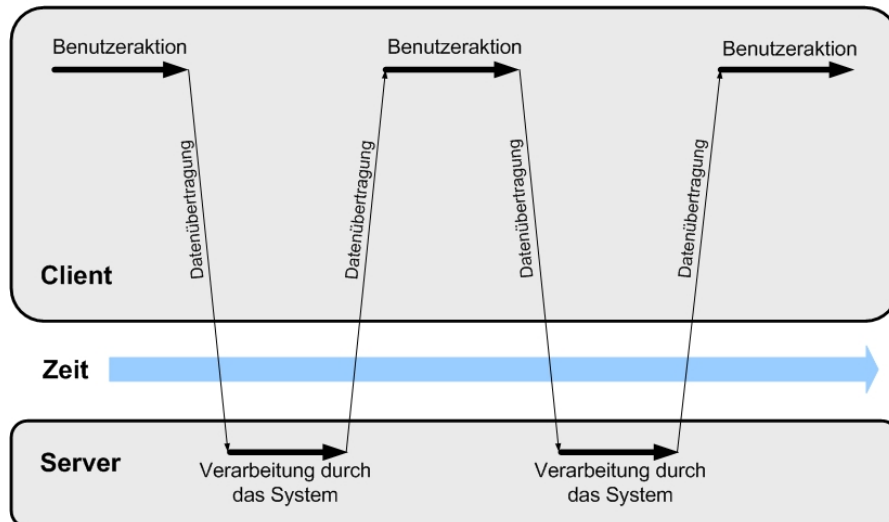 Benutzeraktion
Benutzeraktion
Benutzeraktion
Datenübertragung
Datenübertragung
Datenübertragung
Datenübertragung
Client
Zeit
Server
Verarbeitung durch
das System
Verarbeitung durch
das System